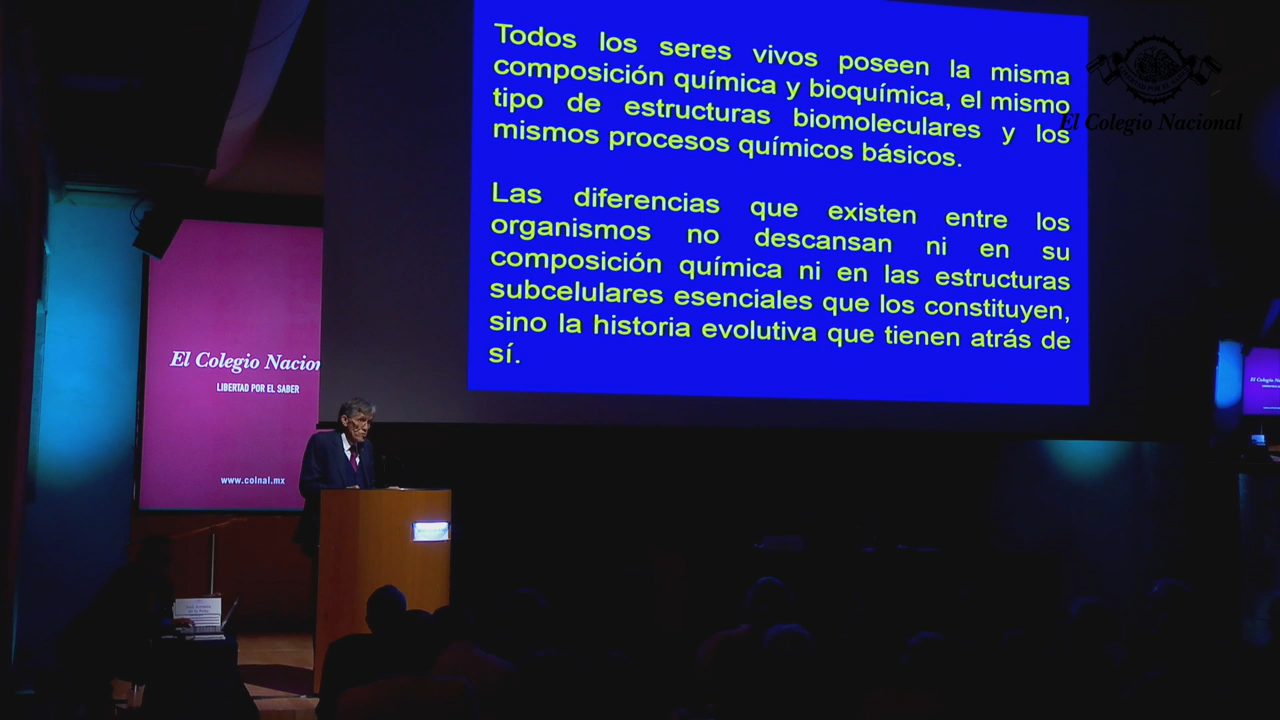 Todos los seres vivos poseen la misma
composición química y bioquímica, el mismo
tipo de estructuras biomoleculares y los
mismos procesos químicos básicos.
Las diferencias que existen entre los
organismos no descansan ni en su
composición química ni en las estructuras
subcelulares esenciales que los constituyen,
sino la historia evolutiva que tienen atrás de
sí.
El Colegio Nacional
El Colegio Nacion
LIBERTAD POR EL SABER
www.colnal.mx